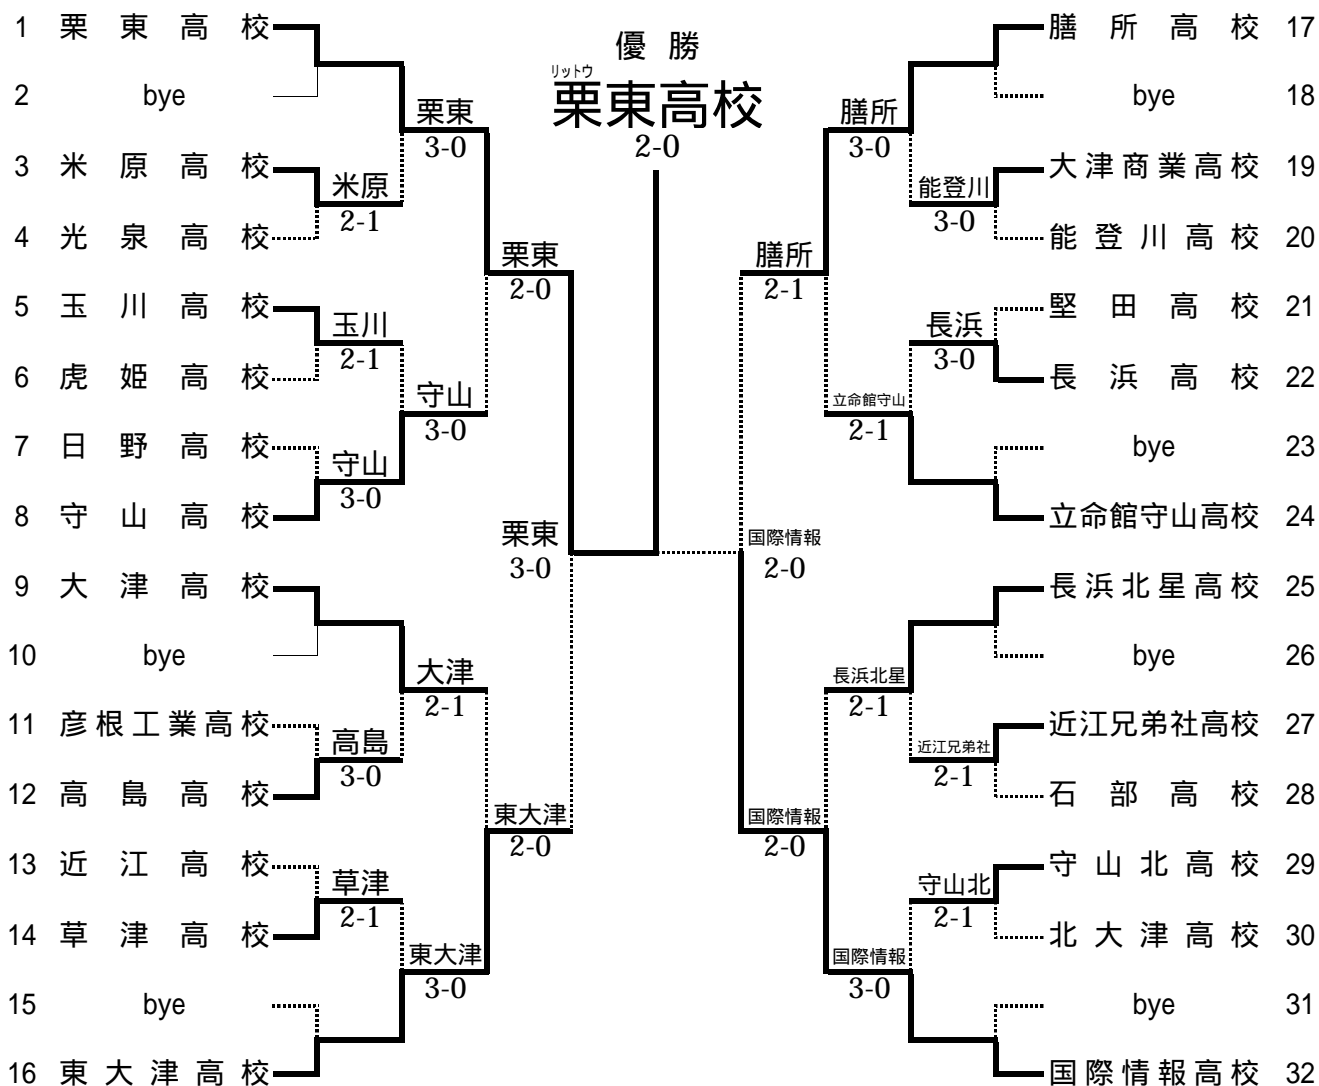 優勝
リットウ
栗東高校
2-0
1 栗東高校
2 bye
3 米原高校
4 光泉高校
5 玉川高校
6 虎姫高校
7 日野高校
8 守山高校
9 大津高校
10 bye
11 彦根工業高校
12 高島高校
13 近江高校
14 草津高校
15 bye
16 東大津高校
米原
2-1
玉川
2-1
守山
3-0
高島
3-0
草津
2-1
栗東
3-0
守山
3-0
大津
2-1
東大津
3-0
栗東
2-0
東大津
2-0
栗東
3-0
国際情報
2-0
膳所
2-1
国際情報
2-0
膳所
3-0
立命館守山
2-1
長浜北星
2-1
国際情報
3-0
能登川
3-0
長浜
3-0
近江兄弟社
2-1
守山北
2-1
膳所高校 17
bye 18
大津商業高校 19
能登川高校 20
堅田高校 21
長浜高校 22
bye 23
立命館守山高校 24
長浜北星高校 25
bye 26
近江兄弟社高校 27
石部高校 28
守山北高校 29
北大津高校 30
bye 31
国際情報高校 32